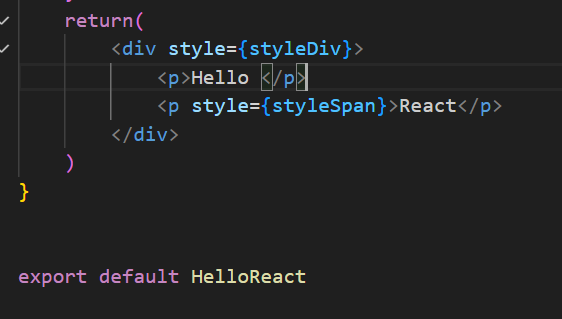 return(
<div style={styleDiv}>
<p>Hello </p>
<p style={styleSpan}>React</p>
</div>
)
}
export default HelloReact